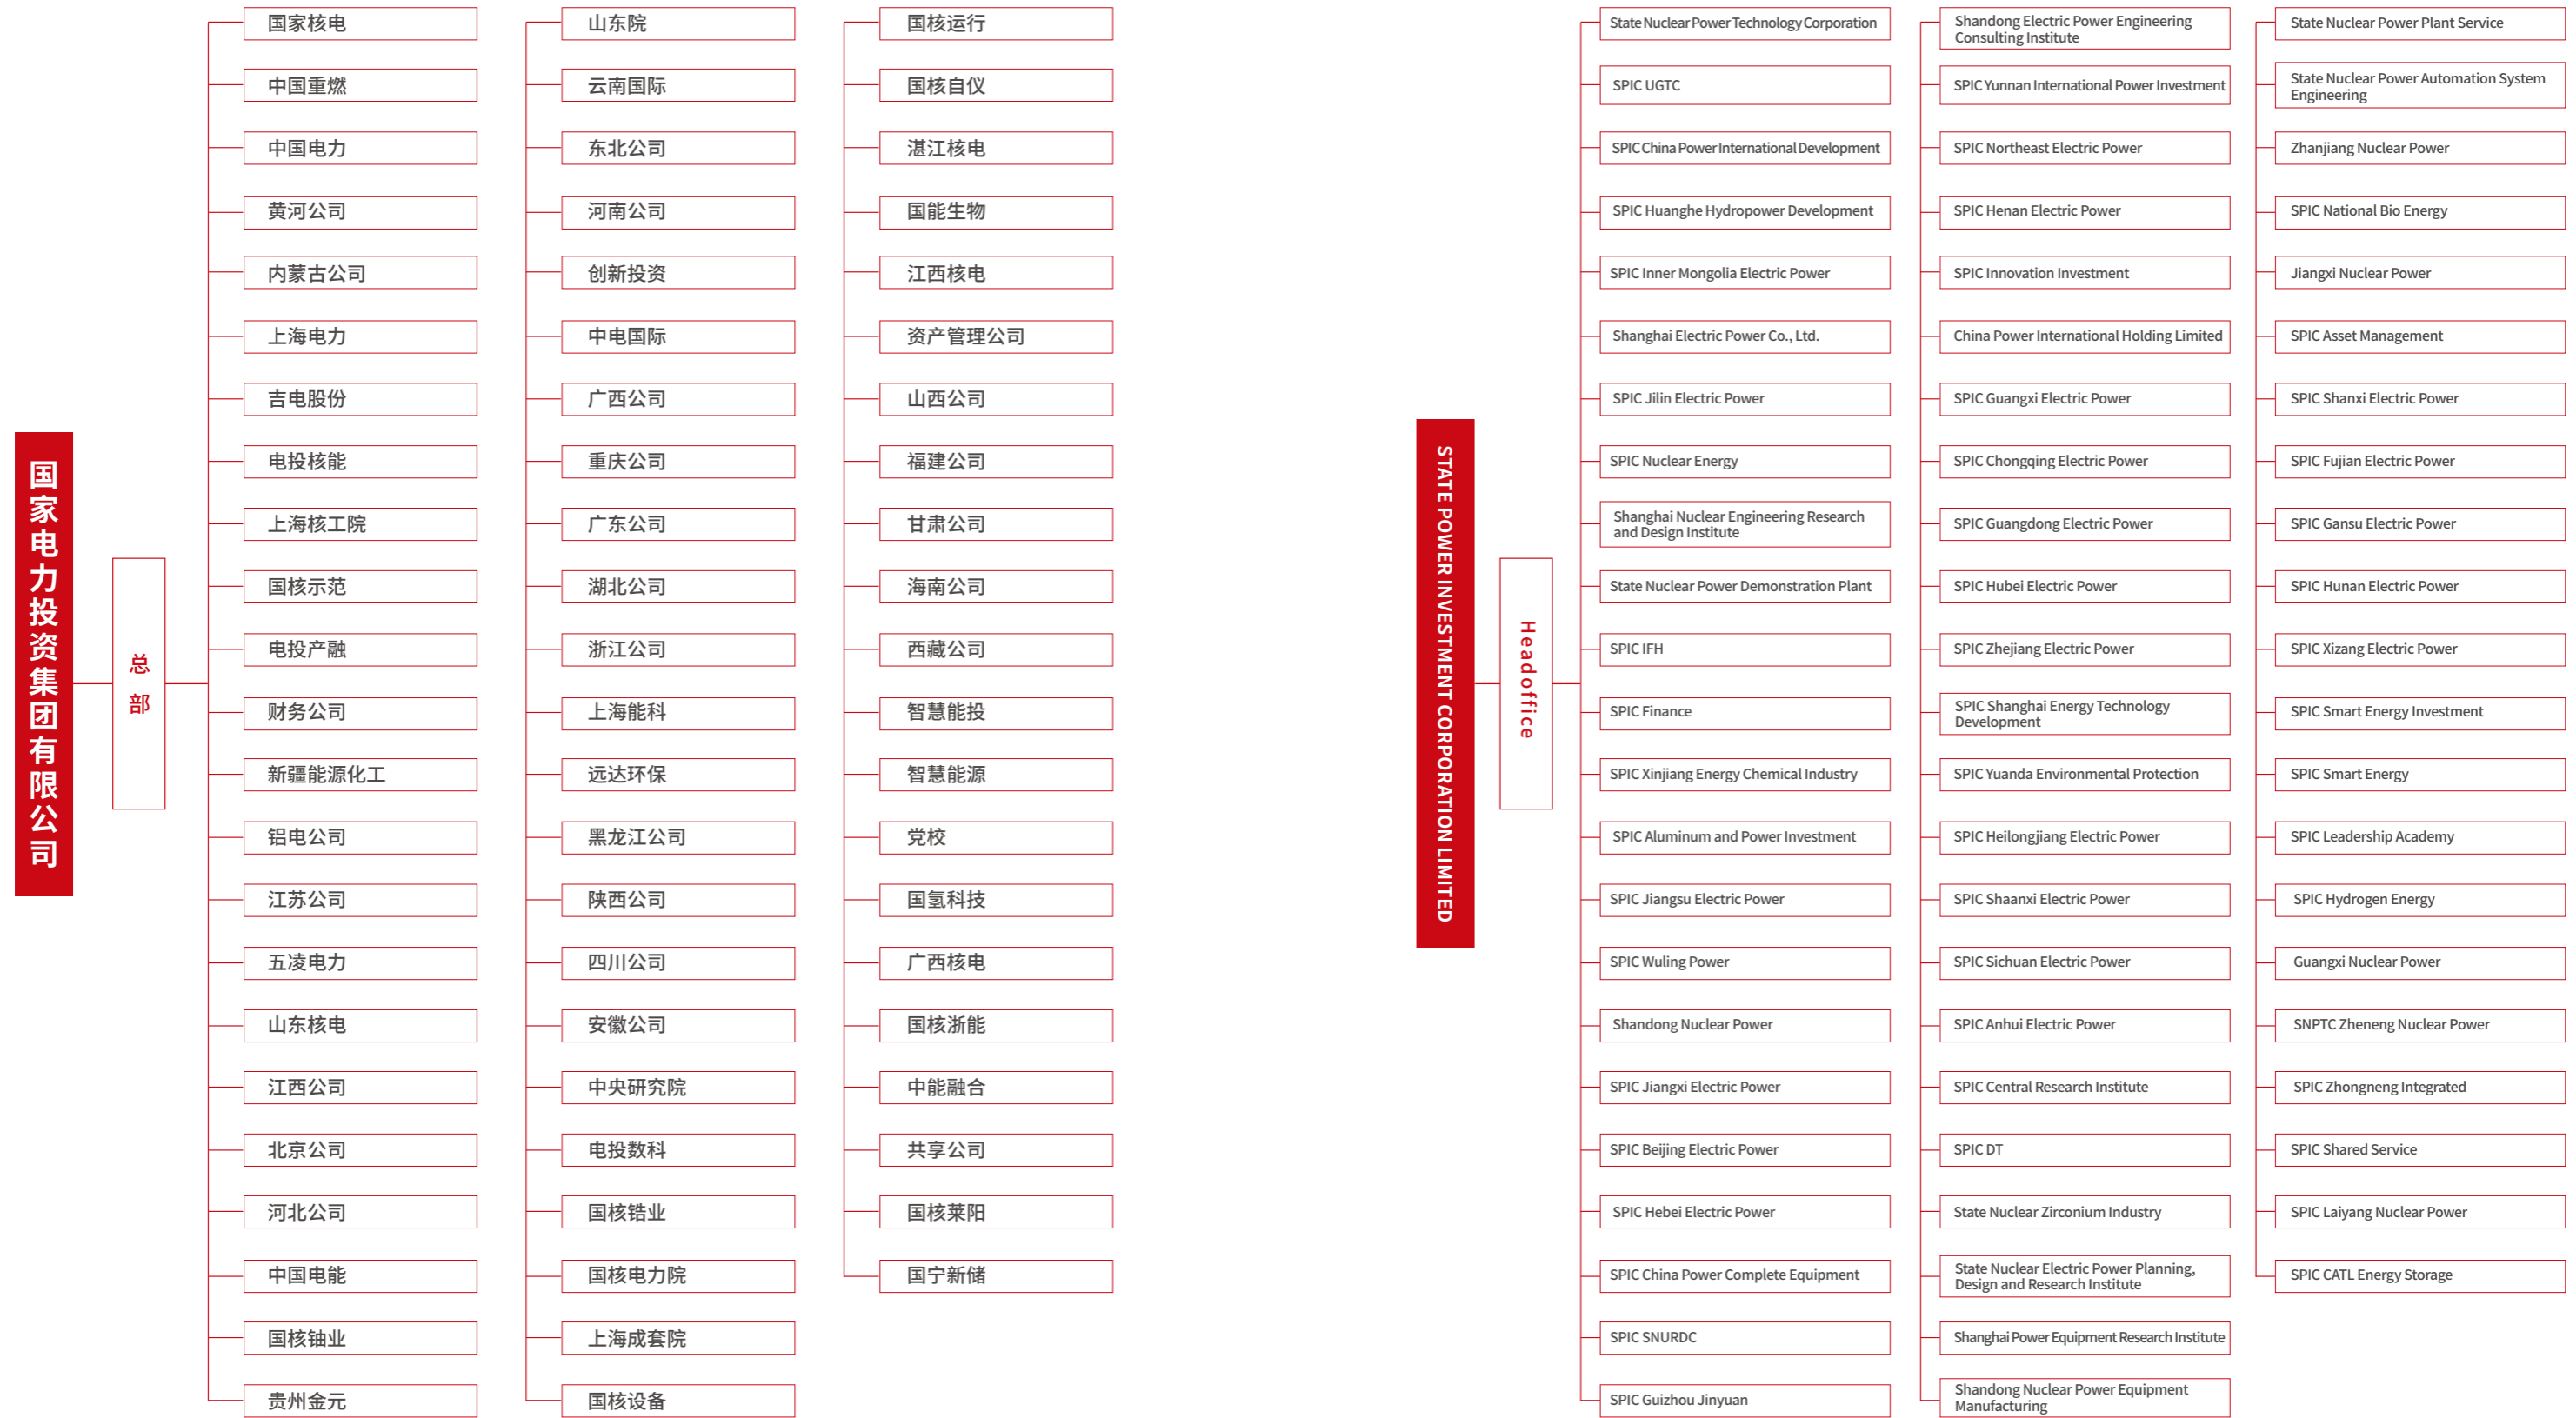 国家电力投资集团有限公司
总部
国家核电
中国重燃
中国电力
黄河公司
内蒙古公司
上海电力
吉电股份
电投核能
上海核工院
国核示范
电投产融
财务公司
新疆能源化工
铝电公司
江苏公司
五凌电力
山东核电
江西公司
北京公司
河北公司
中国电能
国核铀业
贵州金元
山东院
云南国际
东北公司
河南公司
创新投资
中电国际
广西公司
重庆公司
广东公司
湖北公司
浙江公司
上海能科
远达环保
黑龙江公司
陕西公司
四川公司
安徽公司
中央研究院
电投数科
国核锆业
国核电力院
上海成套院
国核设备
国核运行
国核自仪
湛江核电
国能生物
江西核电
资产管理公司
山西公司
福建公司
甘肃公司
海南公司
西藏公司
智慧能投
智慧能源
党校
国氢科技
广西核电
国核浙能
中能融合
共享公司
国核莱阳
国宁新储
STATE POWER INVESTMENT CORPORATION LIMITED
Headoffice
State Nuclear Power Technology Corporation
SPIC UGTC
SPIC China Power International Development
SPIC Huanghe Hydropower Development
SPIC Inner Mongolia Electric Power
Shanghai Electric Power Co., Ltd.
SPIC Jilin Electric Power
SPIC Nuclear Energy
Shanghai Nuclear Engineering Research
and Design Institute
State Nuclear Power Demonstration Plant
SPIC IFH
SPIC Finance
SPIC Xinjiang Energy Chemical Industry
SPIC Aluminum and Power Investment
SPIC Jiangsu Electric Power
SPIC Wuling Power
Shandong Nuclear Power
SPIC Jiangxi Electric Power
SPIC Beijing Electric Power
SPIC Hebei Electric Power
SPIC China Power Complete Equipment
SPIC SNURDC
SPIC Guizhou Jinyuan
Shandong Electric Power Engineering
Consulting Institute
SPIC Yunnan International Power Investment
SPIC Northeast Electric Power
SPIC Henan Electric Power
SPIC Innovation Investment
China Power International Holding Limited
SPIC Guangxi Electric Power
SPIC Chongqing Electric Power
SPIC Guangdong Electric Power
SPIC Hubei Electric Power
SPIC Zhejiang Electric Power
SPIC Shanghai Energy Technology
Development
SPIC Yuanda Environmental Protection
SPIC Heilongjiang Electric Power
SPIC Shaanxi Electric Power
SPIC Sichuan Electric Power
SPIC Anhui Electric Power
SPIC Central Research Institute
SPIC DT
State Nuclear Zirconium Industry
State Nuclear Electric Power Planning,
Design and Research Institute
Shanghai Power Equipment Research Institute
Shandong Nuclear Power Equipment
Manufacturing
State Nuclear Power Plant Service
State Nuclear Power Automation System
Engineering
Zhanjiang Nuclear Power
SPIC National Bio Energy
Jiangxi Nuclear Power
SPIC Asset Management
SPIC Shanxi Electric Power
SPIC Fujian Electric Power
SPIC Gansu Electric Power
SPIC Hunan Electric Power
SPIC Xizang Electric Power
SPIC Smart Energy Investment
SPIC Smart Energy
SPIC Leadership Academy
SPIC Hydrogen Energy
Guangxi Nuclear Power
SNPTC Zheneng Nuclear Power
SPIC Zhongneng Integrated
SPIC Shared Service
SPIC Laiyang Nuclear Power
SPIC CATL Energy Storage